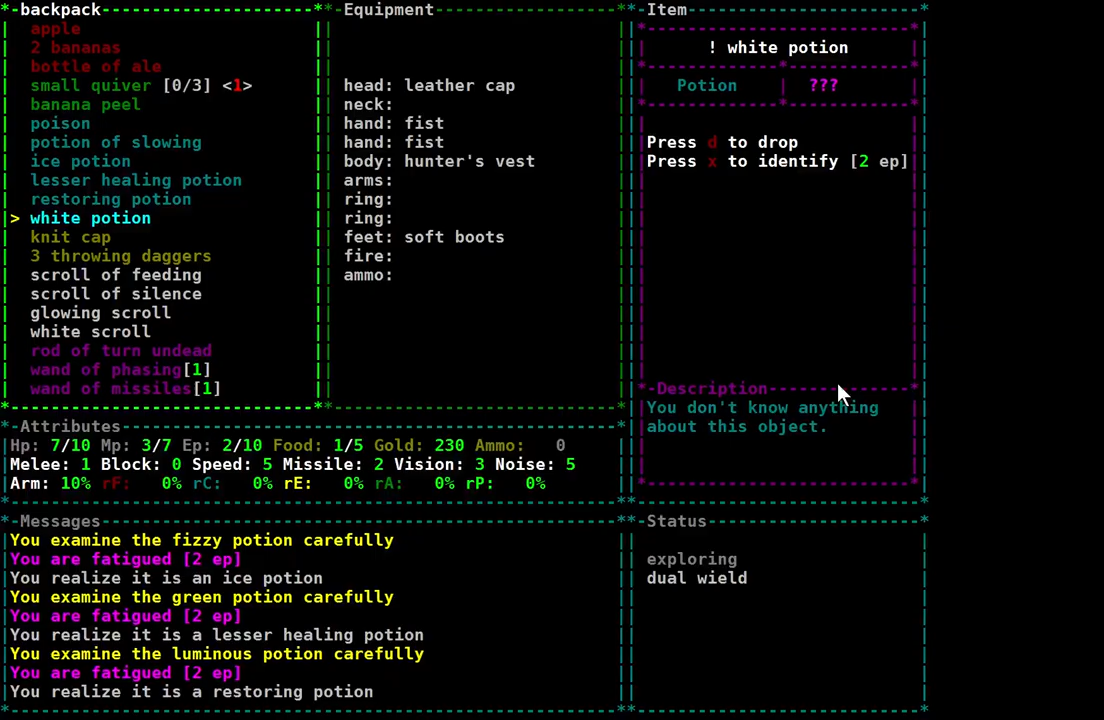 backpack
apple
2 bananas
bottle of ale
small quiver [0/3] <1>
banana peel
poison
potion of slowing
ice potion
lesser healing potion
restoring potion
> white potion
knit cap
3 throwing daggers
scroll of feeding
scroll of silence
glowing scroll
white scroll
rod of turn undead
wand of phasing[1]
wand of missiles[1]
Equipment
head: leather cap
neck:
hand: fist
hand: fist
body: hunter's vest
arms:
ring:
ring:
feet: soft boots
fire:
ammo:
Item
! white potion
Potion | ???
Press d to drop
Press x to identify [2 ep]
Description
You don't know anything
about this object.
Attributes
Hp: 7/10 Mp: 3/7 Ep: 2/10 Food: 1/5 Gold: 230 Ammo: 0
Melee: 1 Block: 0 Speed: 5 Missile: 2 Vision: 3 Noise: 5
Arm: 10% rF: 0% rC: 0% rE: 0% rA: 0% rP: 0%
Messages
You examine the fizzy potion carefully
You are fatigued [2 ep]
You realize it is an ice potion
You examine the green potion carefully
You are fatigued [2 ep]
You realize it is a lesser healing potion
You examine the luminous potion carefully
You are fatigued [2 ep]
You realize it is a restoring potion
Status
exploring
dual wield